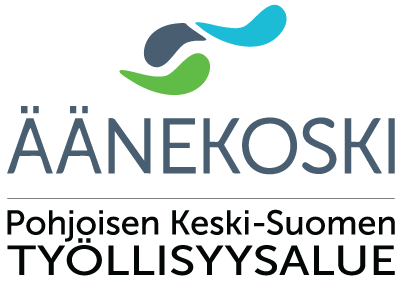 ÄÄNEKOSKI
Pohjoisen Keski-Suomen
TYÖLLISYYSALUE